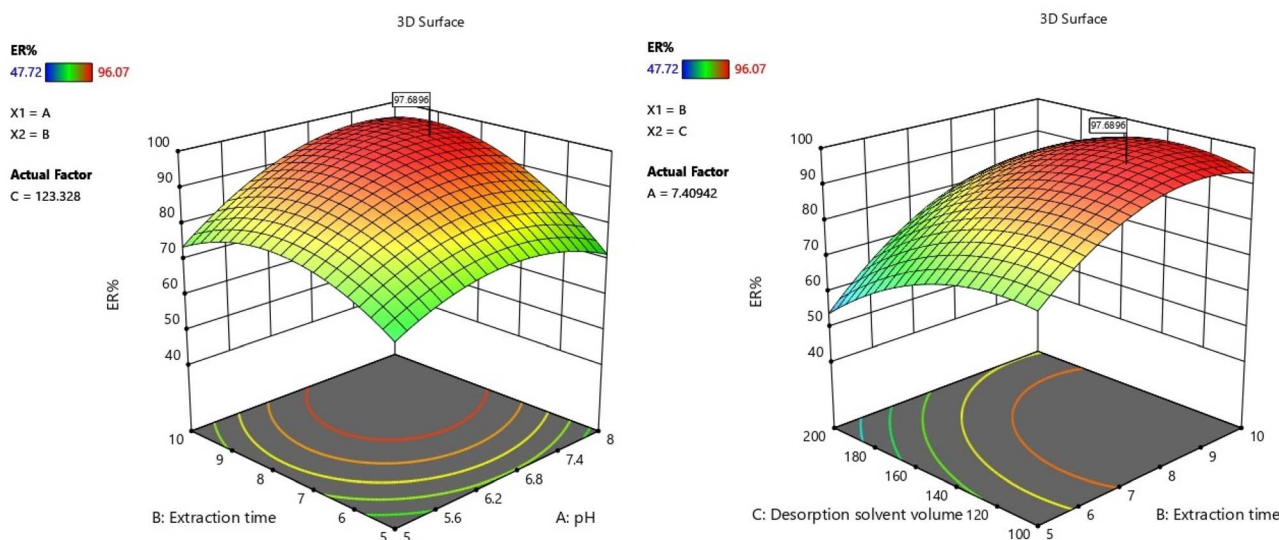 3D Surface
ER%
47.72 96.07
X1 = A
X2 = B
Actual Factor
C = 123.328
97.6896
100
90
80
70
60
50
40
ER%
10
9
8
7
6
5
5
5.6
6.2
6.8
7.4
8
B: Extraction time
A: pH
3D Surface
ER%
47.72 96.07
X1 = B
X2 = C
Actual Factor
A = 7.40942
97.6896
100
90
80
70
60
50
40
ER%
200
180
160
140
120
100
5
6
7
8
9
10
C: Desorption solvent volume
B: Extraction time